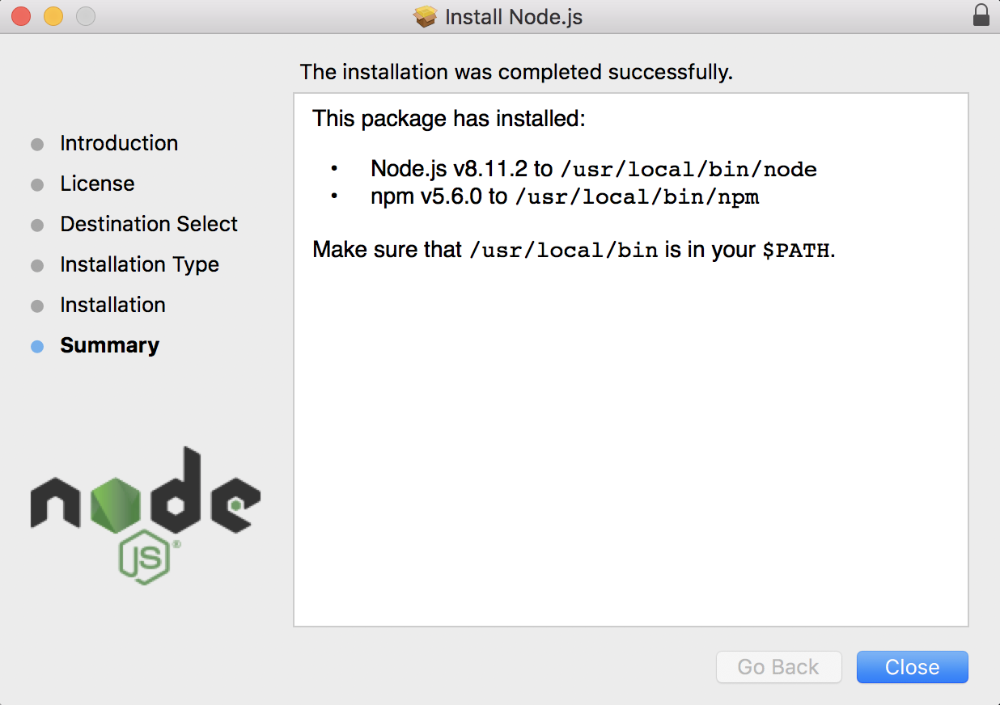 Install Node.js
The installation was completed successfully.
Introduction
License
Destination Select
Installation Type
Installation
Summary
This package has installed:
• Node.js v8.11.2 to /usr/local/bin/node
• npm v5.6.0 to /usr/local/bin/npm
Make sure that /usr/local/bin is in your $PATH.
node
JS®
Go Back
Close